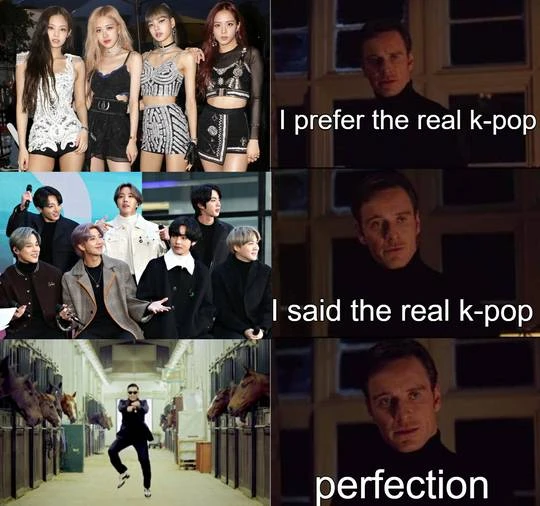 I prefer the real k-pop
I said the real k-pop
perfection